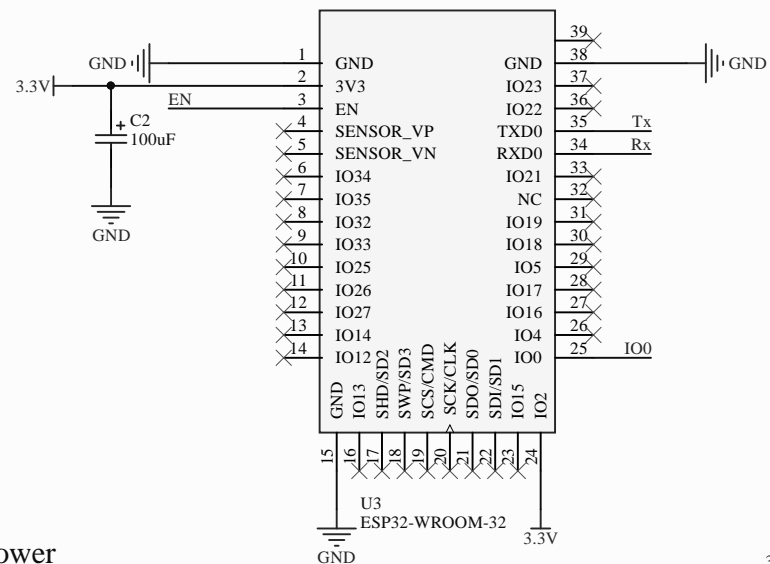 39
GND 1 GND GND 38 GND
3.3V 2 3V3 IO23 37
EN 3 EN IO22 36
4 SENSOR_VP TXD0 35 Tx
C2
+
100uF
5 SENSOR_VN RXD0 34 Rx
6 IO34 IO21 33
7 IO35 NC 32
8 IO32 IO19 31
GND
9 IO33 IO18 30
10 IO25 IO5 29
11 IO26 IO17 28
12 IO27 IO16 27
13 IO14 IO4 26
14 IO12 IO0 25 IO0
GND IO13 SHD/SD2 SWP/SD3 SCS/CMD SCK/CLK SDO/SD0 SDI/SD1 IO15 IO2
15 16 17 18 19 20 21 22 23 24
U3
ESP32-WROOM-32
3.3V
GND
ower